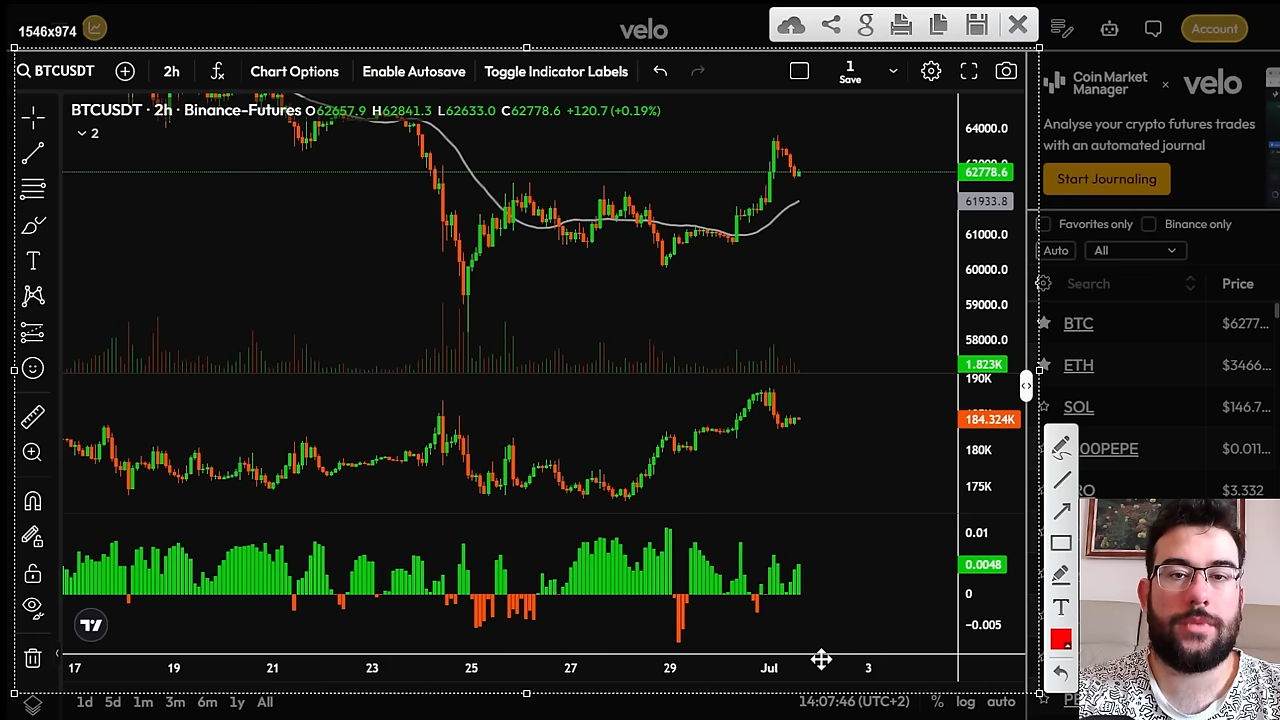 1546x974
velo
Account
BTCUSDT
2h
Chart Options
Enable Autosave
Toggle Indicator Labels
1
Save
BTCUSDT · 2h · Binance-Futures O62657.9 H62841.3 L62633.0 C62778.6 +120.7 (+0.19%)
2
64000.0
63000.0
62778.6
61933.8
61000.0
60000.0
59000.0
58000.0
1.823K
190K
184.324K
180K
175K
0.01
0.0048
0
−0.005
17 19 21 23 25 27 29 Jul 3
1d 5d 1m 3m 6m 1y All
14:07:46 (UTC+2) % log auto
Coin Market
Manager
× velo
Analyse your crypto futures trades
with an automated journal
Start Journaling
Favorites only
Binance only
Auto
All
Search
Price
BTC $6277...
ETH $3466...
SOL $146.7...
00PEPE $0.011...
RO $3.332
T
g